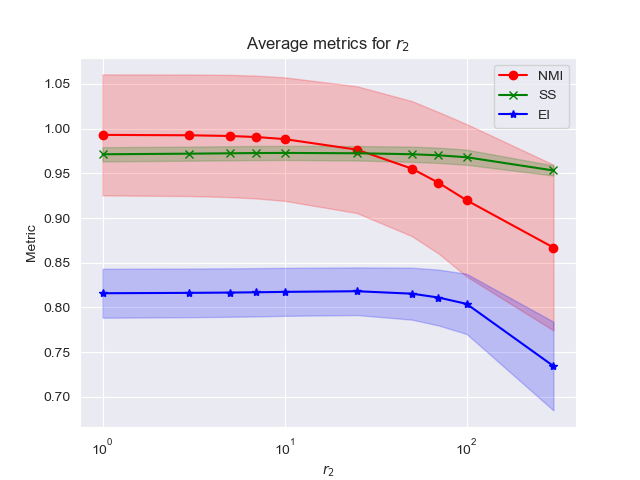 Average metrics for r₂
NMI
SS
EI
1.05
1.00
0.95
0.90
0.85
0.80
0.75
0.70
Metric
10⁰
10¹
10²
r₂